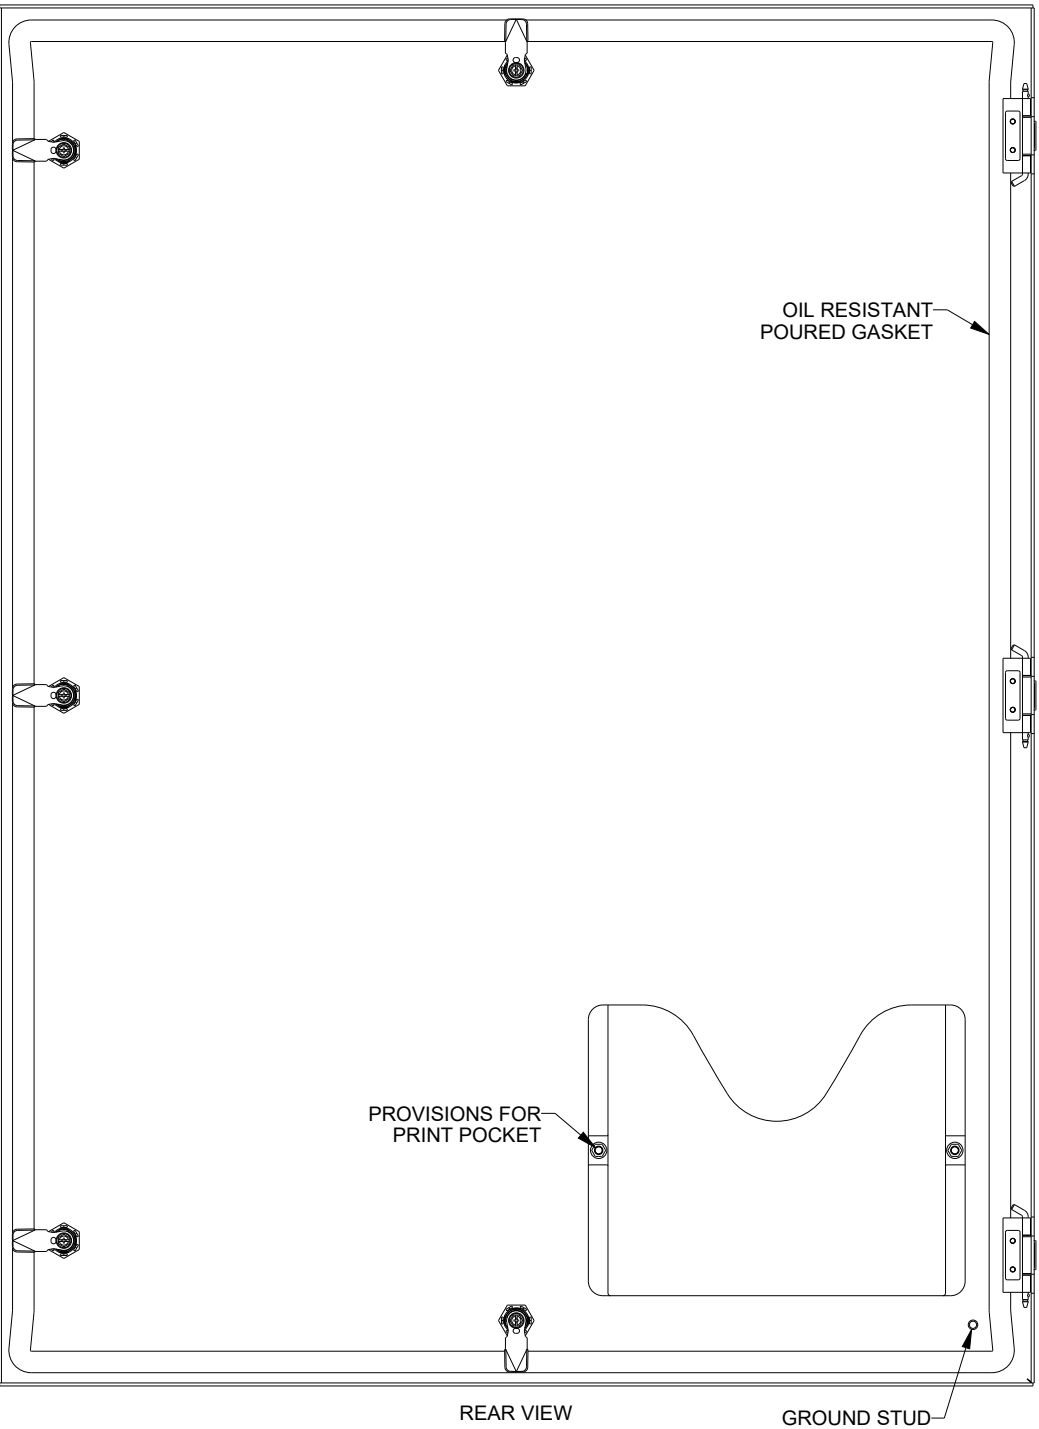 OIL RESISTANT
POURED GASKET
PROVISIONS FOR
PRINT POCKET
REAR VIEW
GROUND STUD